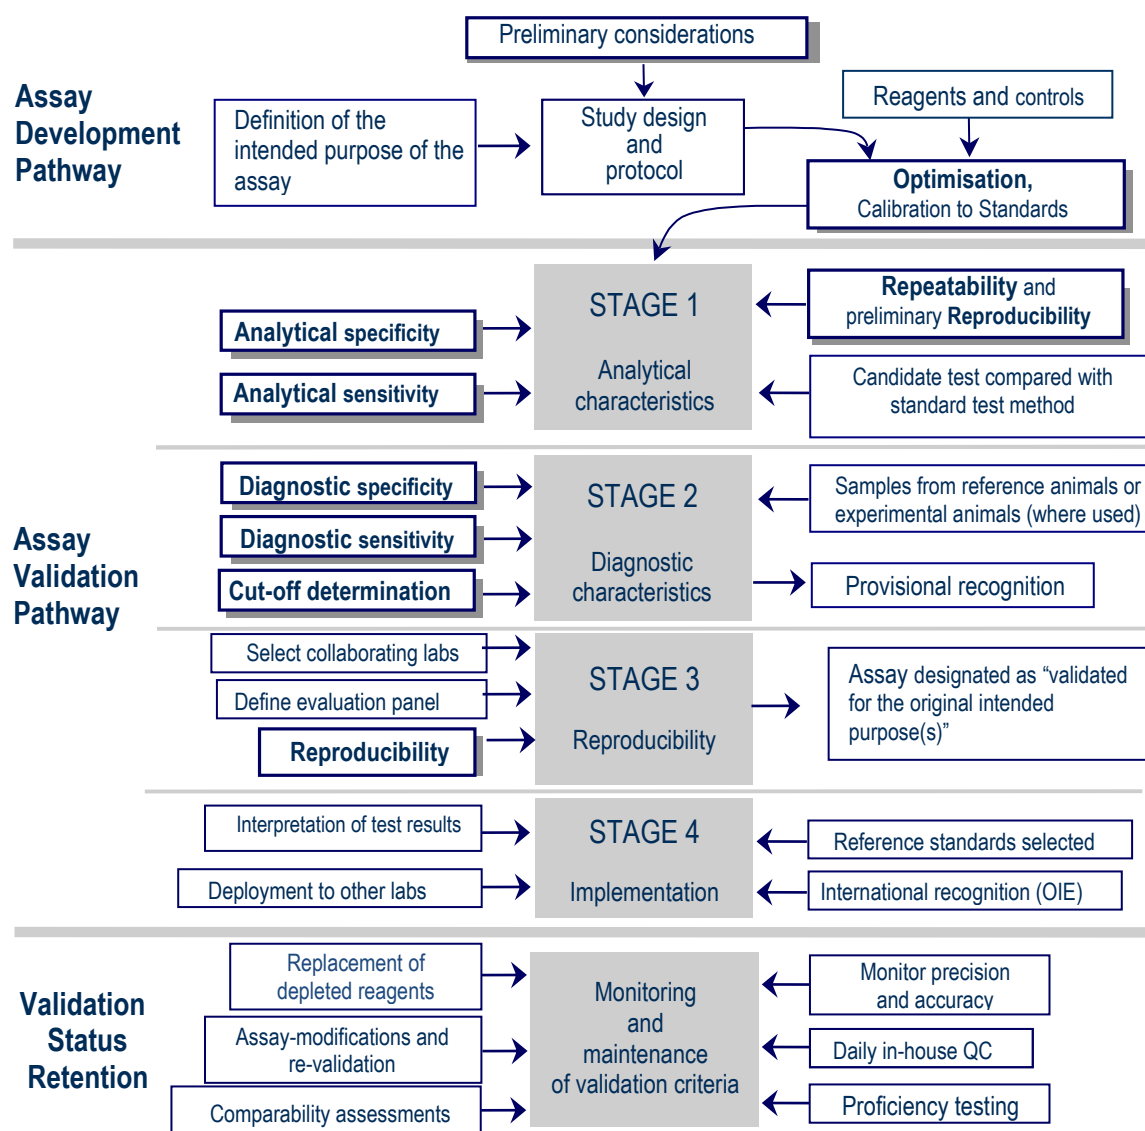 Preliminary considerations
Assay
Development
Pathway
Definition of the
intended purpose of the
assay
Study design
and
protocol
Reagents and controls
Optimisation,
Calibration to Standards
Assay
Validation
Pathway
STAGE 1
Analytical
characteristics
Analytical specificity
Analytical sensitivity
Repeatability and
preliminary Reproducibility
Candidate test compared with
standard test method
STAGE 2
Diagnostic
characteristics
Diagnostic specificity
Diagnostic sensitivity
Cut-off determination
Samples from reference animals or
experimental animals (where used)
Provisional recognition
STAGE 3
Reproducibility
Select collaborating labs
Define evaluation panel
Reproducibility
Assay designated as “validated
for the original intended
purpose(s)”
STAGE 4
Implementation
Interpretation of test results
Deployment to other labs
Reference standards selected
International recognition (OIE)
Validation
Status
Retention
Replacement of
depleted reagents
Assay-modifications and
re-validation
Comparability assessments
Monitoring
and
maintenance
of validation criteria
Monitor precision
and accuracy
Daily in-house QC
Proficiency testing